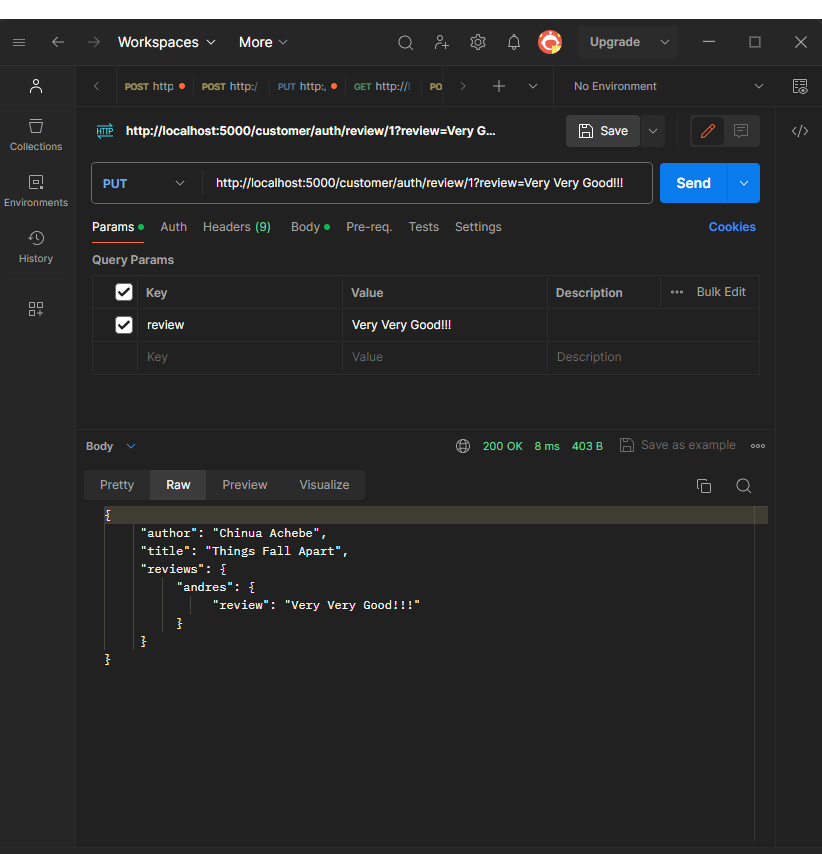 Workspaces More Upgrade
POST http POST http:/ PUT http:, GET http://l PO No Environment
HTTP http://localhost:5000/customer/auth/review/1?review=Very G... Save
Collections
PUT http://localhost:5000/customer/auth/review/1?review=Very Very Good!!! Send
Environments
Params Auth Headers (9) Body Pre-req. Tests Settings Cookies
History
Query Params
Key Value Description Bulk Edit
review Very Very Good!!!
Key Value Description
Body 200 OK 8 ms 403 B Save as example
Pretty Raw Preview Visualize
{
"author": "Chinua Achebe",
"title": "Things Fall Apart",
"reviews": {
"andres": {
"review": "Very Very Good!!!"
}
}
}